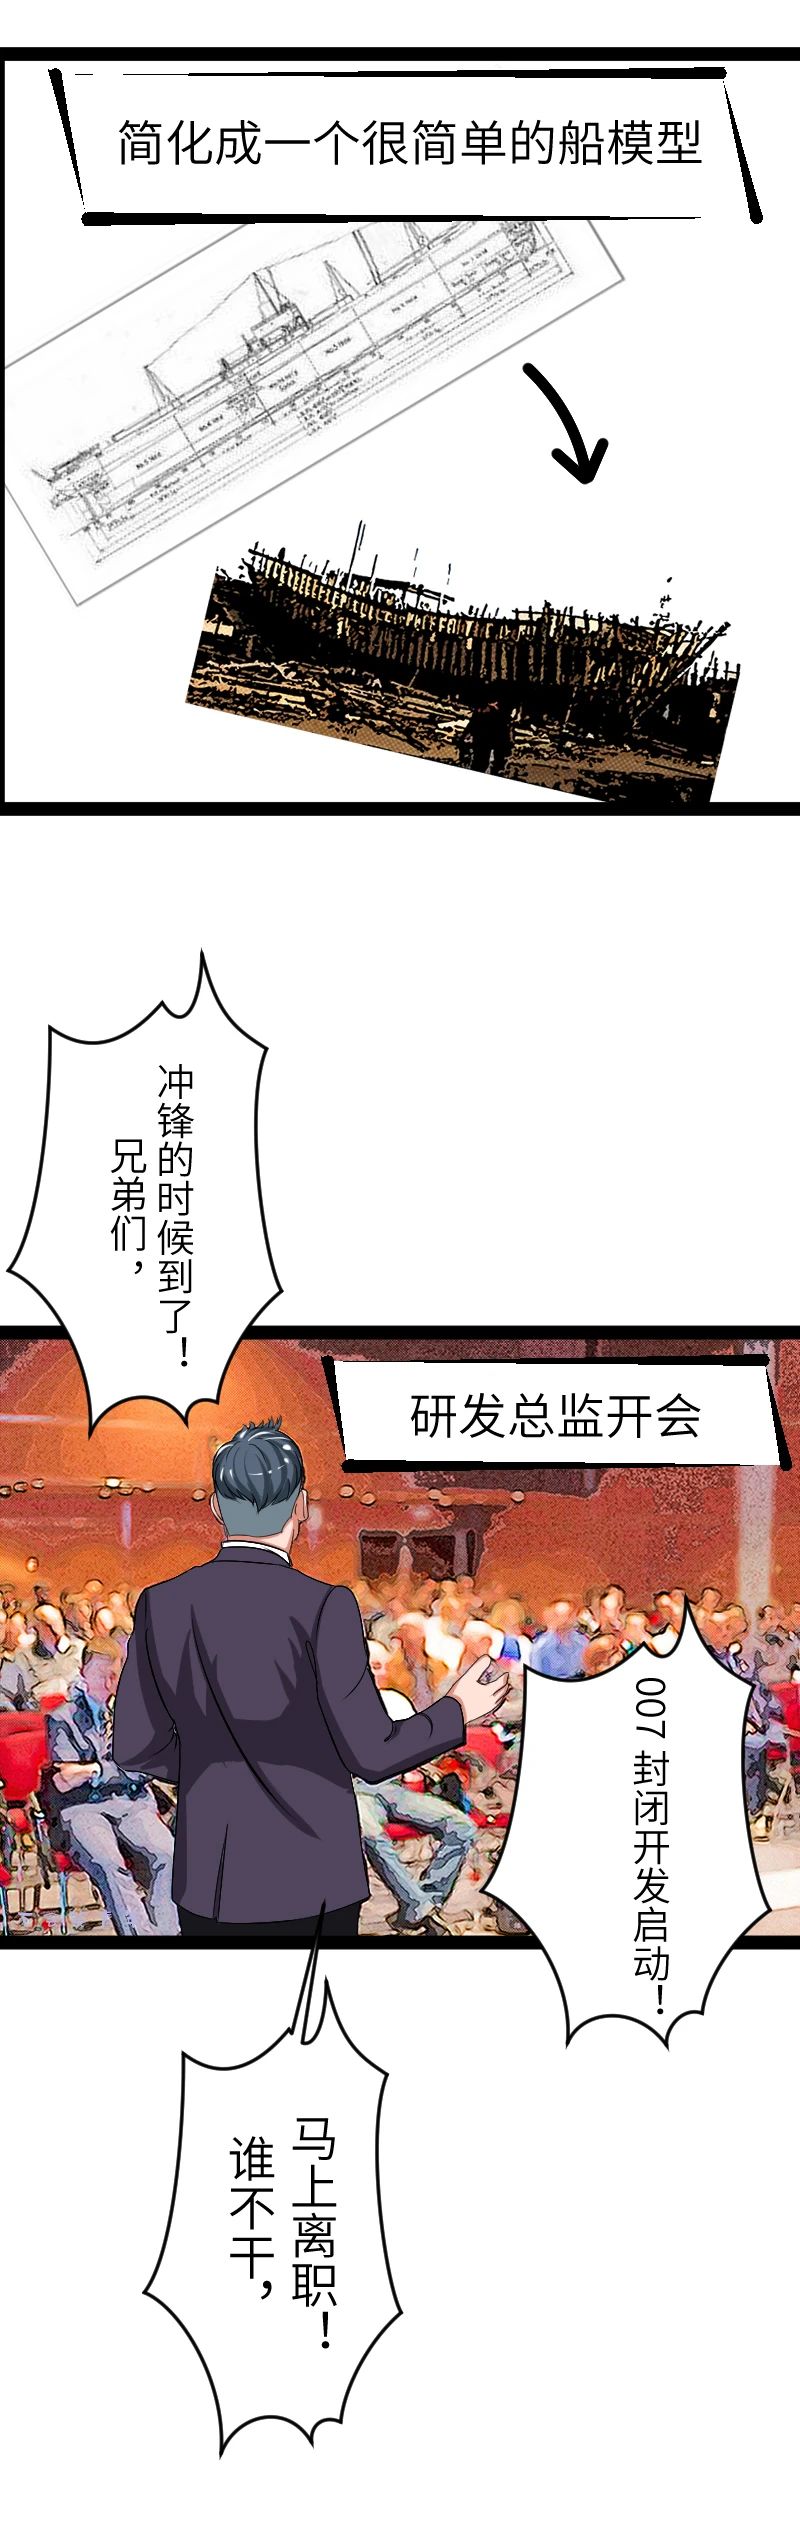 简化成一个很简单的船模型
兄弟们，
冲锋的时候到了！
研发总监开会
007 封闭开发启动！
谁不干，
马上离职！